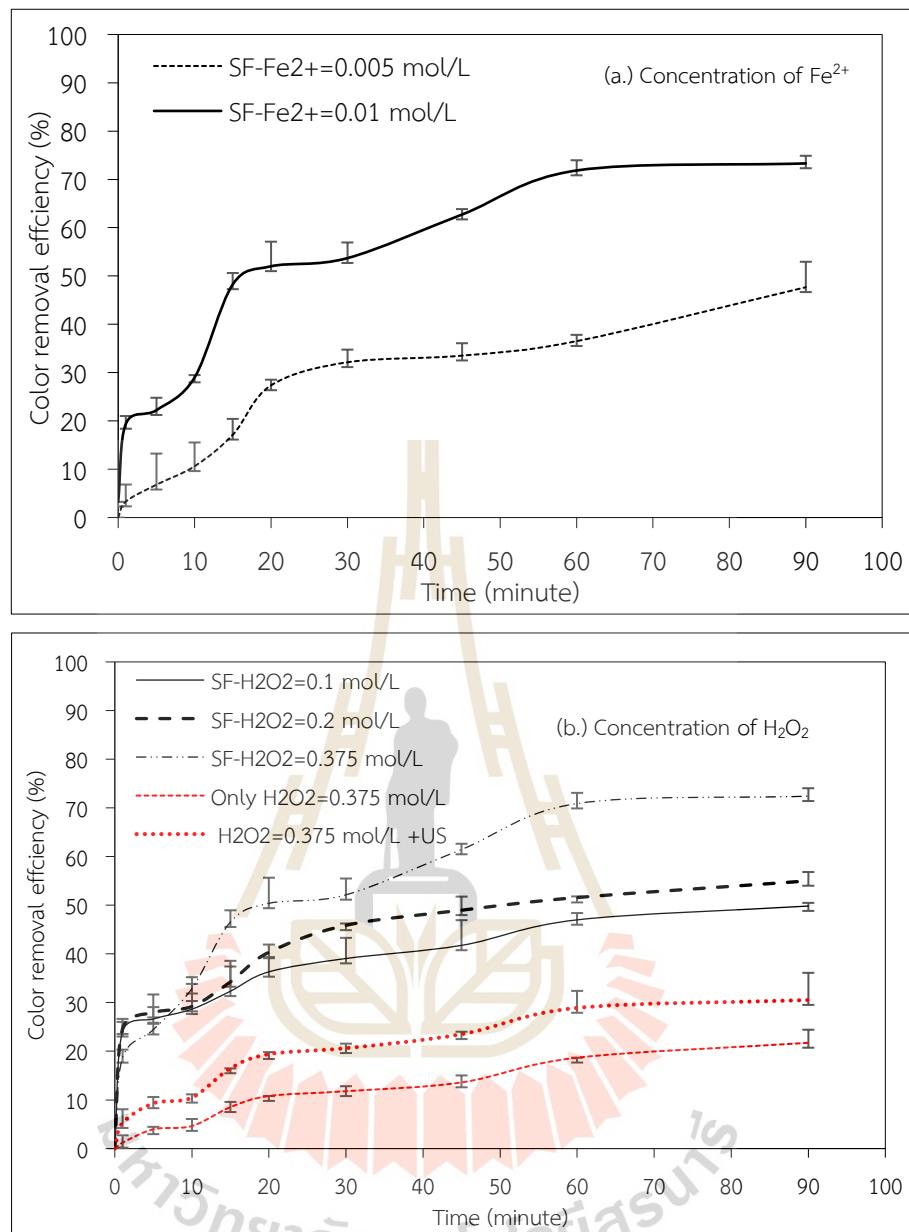 100
90
80
70
60
50
40
30
20
10
0
Color removal effciency (%)
SF-Fe2+=0.005 mol/L
SF-Fe2+=0.01 mol/L
(a.) Concentration of Fe²⁺
0 10 20 30 40 50 60 70 80 90 100
Time (minute)
100
90
80
70
60
50
40
30
20
10
0
Color removal effciency (%)
SF-H2O2=0.1 mol/L
SF-H2O2=0.2 mol/L
SF-H2O2=0.375 mol/L
Only H2O2=0.375 mol/L
H2O2=0.375 mol/L +US
(b.) Concentration of H₂O₂
0 10 20 30 40 50 60 70 80 90 100
Time (minute)